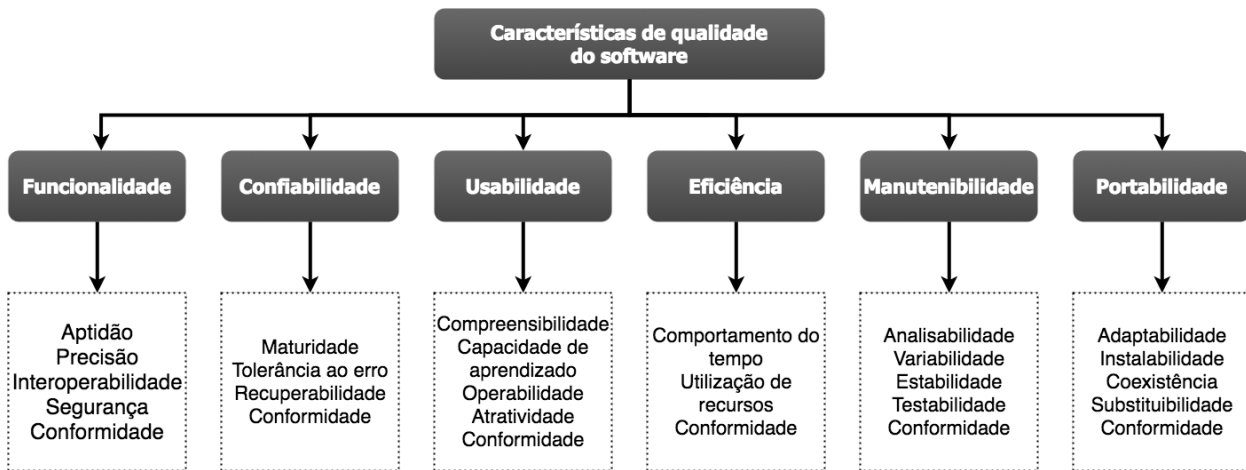 Características de qualidade
do software
Funcionalidade
Confiabilidade
Usabilidade
Eficiência
Manutenibilidade
Portabilidade
Aptidão
Precisão
Interoperabilidade
Segurança
Conformidade
Maturidade
Tolerância ao erro
Recuperabilidade
Conformidade
Compreensibilidade
Capacidade de
aprendizado
Operabilidade
Atratividade
Conformidade
Comportamento do
tempo
Utilização de
recursos
Conformidade
Analisabilidade
Variabilidade
Estabilidade
Testabilidade
Conformidade
Adaptabilidade
Instalabilidade
Coexistência
Substituibilidade
Conformidade